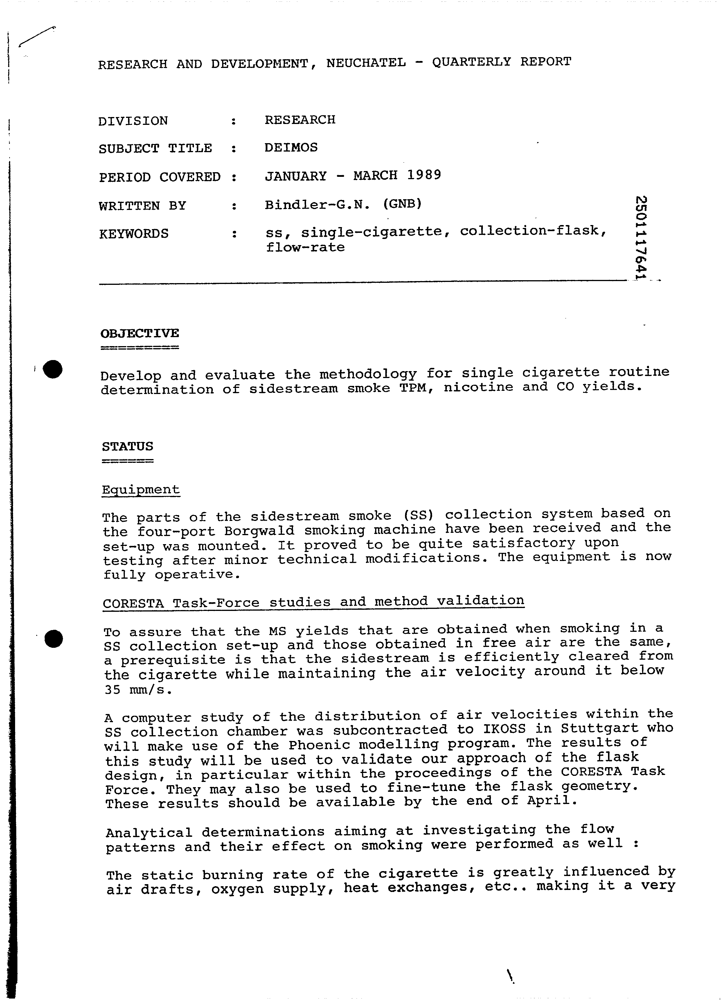 RESEARCH AND DEVELOPMENT, NEUCHATEL - QUARTERLY REPORT
DIVISION : RESEARCH
SUBJECT TITLE : DEIMOS
PERIOD COVERED : JANUARY - MARCH 1989
WRITTEN BY : Bindler-G.N. (GNB)
KEYWORDS : ss, single-cigarette, collection-flask,
flow-rate
2501117641
OBJECTIVE
=========
Develop and evaluate the methodology for single cigarette routine
determination of sidestream smoke TPM, nicotine and CO yields.
STATUS
======
Equipment
The parts of the sidestream smoke (SS) collection system based on
the four-port Borgwald smoking machine have been received and the
set-up was mounted. It proved to be quite satisfactory upon
testing after minor technical modifications. The equipment is now
fully operative.
CORESTA Task-Force studies and method validation
To assure that the MS yields that are obtained when smoking in a
SS collection set-up and those obtained in free air are the same,
a prerequisite is that the sidestream is efficiently cleared from
the cigarette while maintaining the air velocity around it below
35 mm/s.
A computer study of the distribution of air velocities within the
SS collection chamber was subcontracted to IKOSS in Stuttgart who
will make use of the Phoenic modelling program. The results of
this study will be used to validate our approach of the flask
design, in particular within the proceedings of the CORESTA Task
Force. They may also be used to fine-tune the flask geometry.
These results should be available by the end of April.
Analytical determinations aiming at investigating the flow
patterns and their effect on smoking were performed as well :
The static burning rate of the cigarette is greatly influenced by
air drafts, oxygen supply, heat exchanges, etc.. making it a very